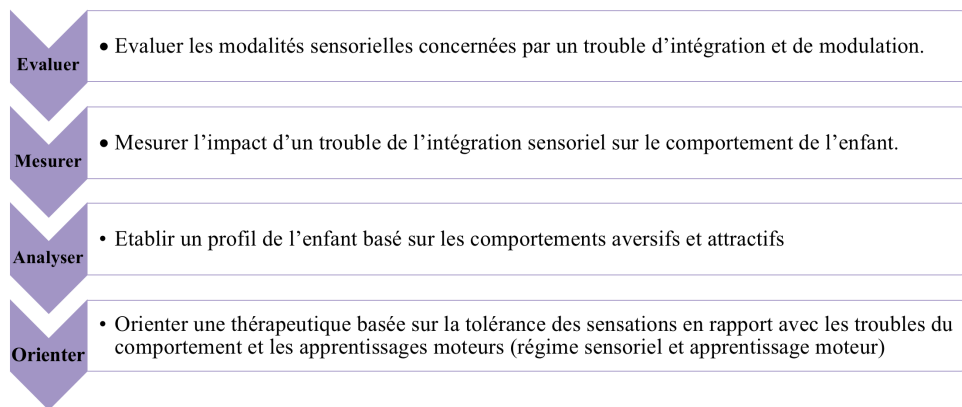 Evaluer
• Evaluer les modalités sensorielles concernées par un trouble d’intégration et de modulation.
Mesurer
• Mesurer l’impact d’un trouble de l’intégration sensoriel sur le comportement de l’enfant.
Analyser
• Etablir un profil de l’enfant basé sur les comportements aversifs et attractifs
Orienter
• Orienter une thérapeutique basée sur la tolérance des sensations en rapport avec les troubles du
comportement et les apprentissages moteurs (régime sensoriel et apprentissage moteur)